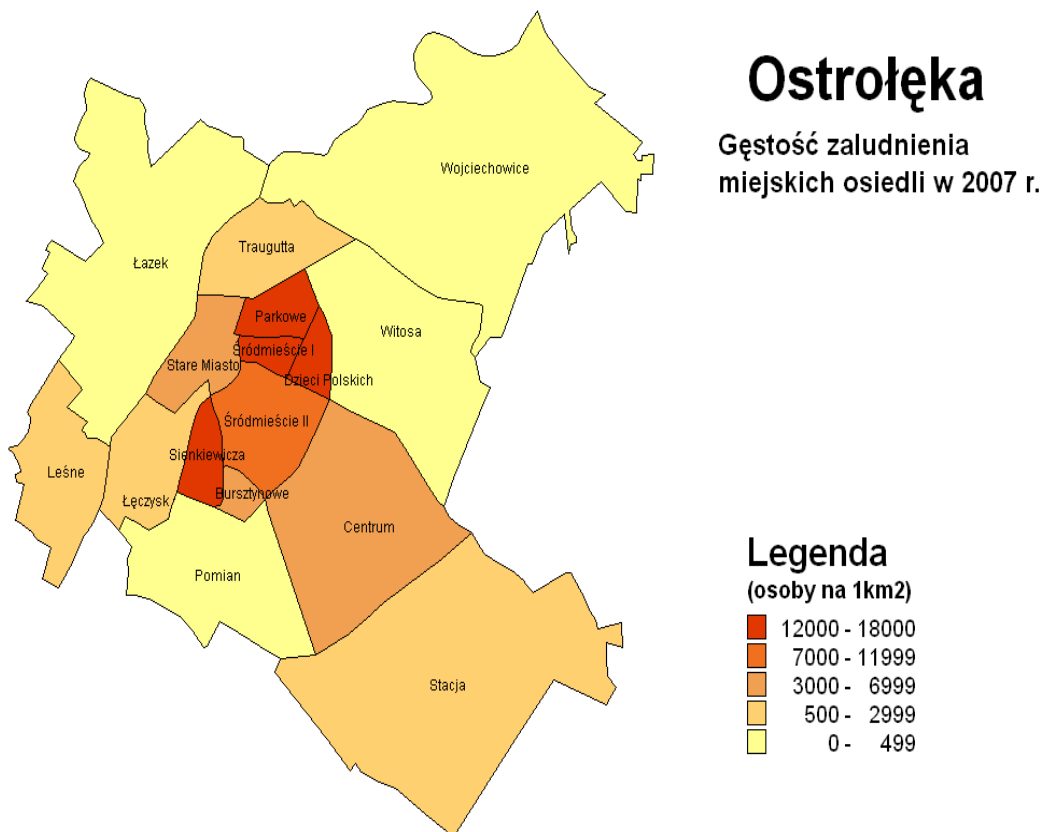 Ostrołęka
Gęstość zaludnienia
miejskich osiedli w 2007 r.
Wojciechowice
Traugutta
Łazek
Parkowe
Witosa
Śródmieście I
Stare Miasto
Dzieci Polskich
Śródmieście II
Sienkiewicza
Leśne
Bursztynowe
Łęczysk
Centrum
Pomian
Stacja
Legenda
(osoby na 1km2)
12000 - 18000
7000 - 11999
3000 - 6999
500 - 2999
0 - 499